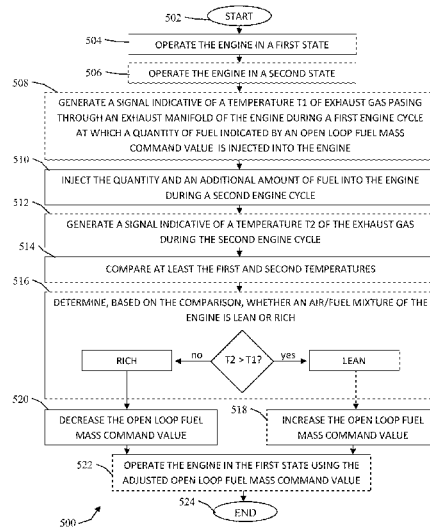 502
START
504
OPERATE THE ENGINE IN A FIRST STATE
506
OPERATE THE ENGINE IN A SECOND STATE
508
GENERATE A SIGNAL INDICATIVE OF A TEMPERATURE T1 OF EXHAUST GAS PASING
THROUGH AN EXHAUST MANIFOLD OF THE ENGINE DURING A FIRST ENGINE CYCLE
AT WHICH A QUANTITY OF FUEL INDICATED BY AN OPEN LOOP FUEL MASS
COMMAND VALUE IS INJECTED INTO THE ENGINE
510
INJECT THE QUANTITY AND AN ADDITIONAL AMOUNT OF FUEL INTO THE ENGINE
DURING A SECOND ENGINE CYCLE
512
GENERATE A SIGNAL INDICATIVE OF A TEMPERATURE T2 OF THE EXHAUST GAS
DURING THE SECOND ENGINE CYCLE
514
COMPARE AT LEAST THE FIRST AND SECOND TEMPERATURES
516
DETERMINE, BASED ON THE COMPARISON, WHETHER AN AIR/FUEL MIXTURE OF THE
ENGINE IS LEAN OR RICH
RICH
no
T2 > T1?
yes
LEAN
520
DECREASE THE OPEN LOOP FUEL
MASS COMMAND VALUE
518
INCREASE THE OPEN LOOP FUEL
MASS COMMAND VALUE
522
OPERATE THE ENGINE IN THE FIRST STATE USING THE
ADJUSTED OPEN LOOP FUEL MASS COMMAND VALUE
524
END
500